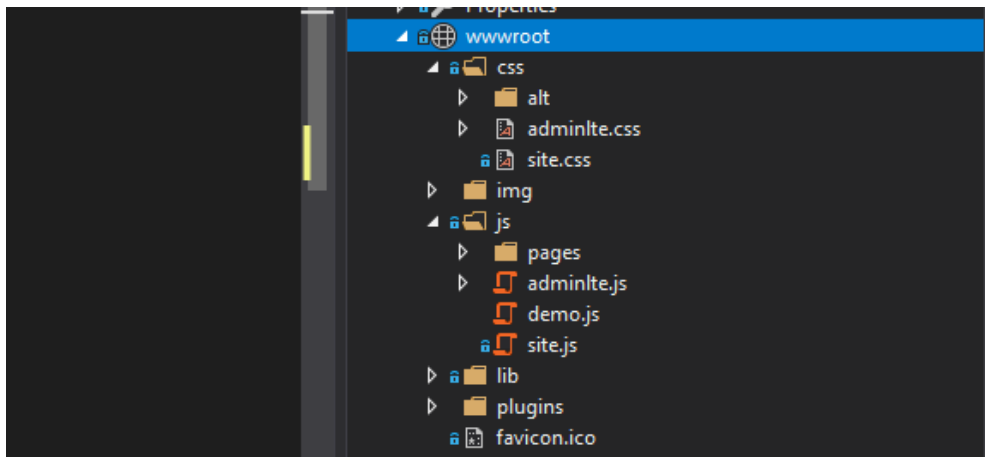 Properties
wwwroot
css
alt
adminlte.css
site.css
img
js
pages
adminlte.js
demo.js
site.js
lib
plugins
favicon.ico